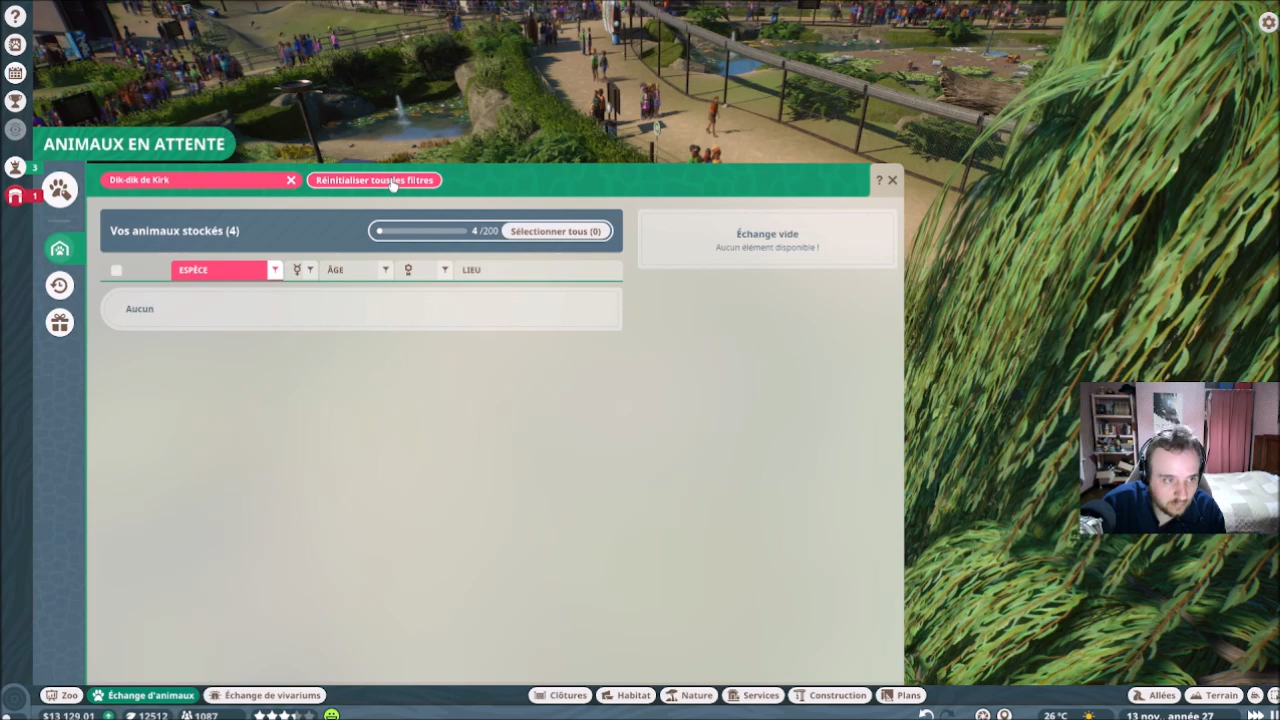 ANIMAUX EN ATTENTE
3
1
Dik-dik de Kirk
Réinitialiser tous les filtres
?
Vos animaux stockés (4)
4 /200
Sélectionner tous (0)
ESPÈCE
ÂGE
LIEU
Aucun
Échange vide
Aucun élément disponible !
Zoo
Échange d'animaux
Échange de vivariums
Clôtures
Habitat
Nature
Services
Construction
Plans
Allées
Terrain
$13 129,01
12512
1087
26°C
13 nov., année 27